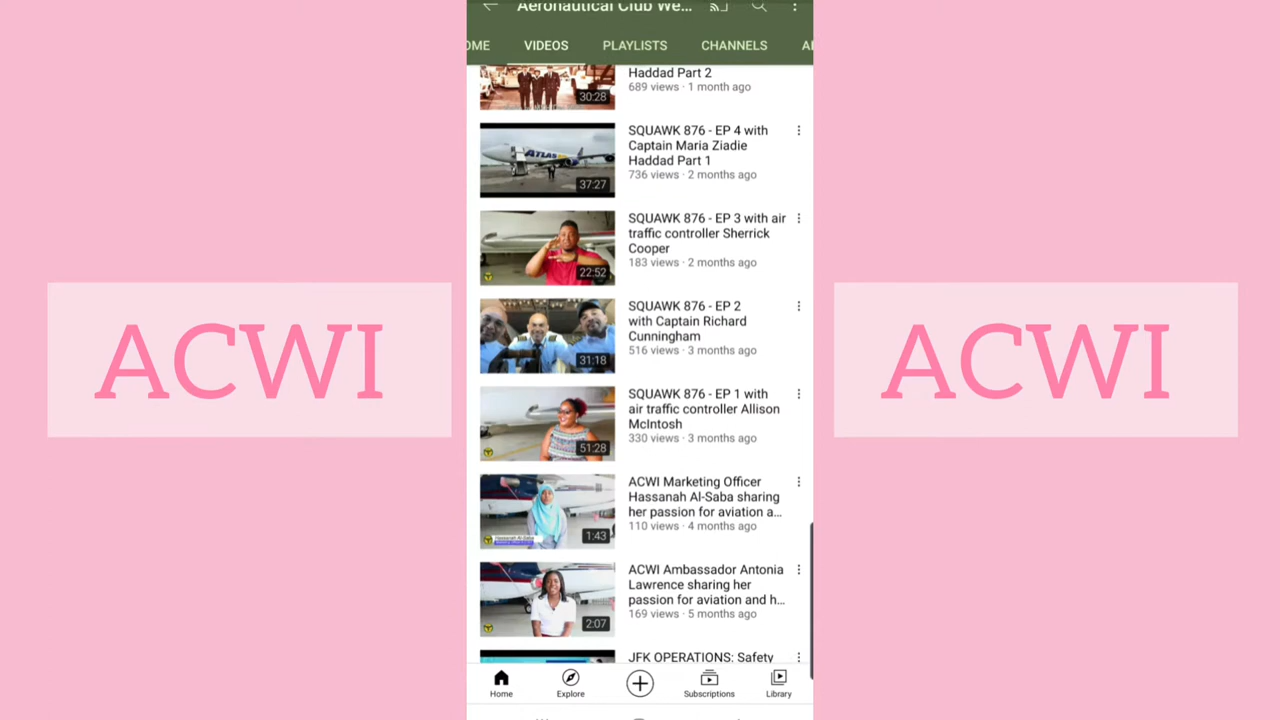 Aeronautical Club We...
OME VIDEOS PLAYLISTS CHANNELS
Haddad Part 2
689 views · 1 month ago
30:28
SQUAWK 876 - EP 4 with
Captain Maria Ziadie
Haddad Part 1
736 views · 2 months ago
ATLAS
37:27
SQUAWK 876 - EP 3 with air
traffic controller Sherrick
Cooper
183 views · 2 months ago
22:52
SQUAWK 876 - EP 2
with Captain Richard
Cunningham
516 views · 3 months ago
31:18
SQUAWK 876 - EP 1 with
air traffic controller Allison
McIntosh
330 views · 3 months ago
51:28
ACWI Marketing Officer
Hassanah Al-Saba sharing
her passion for aviation a...
110 views · 4 months ago
Hassanah Al-Saba
1:43
ACWI Ambassador Antonia
Lawrence sharing her
passion for aviation and h...
169 views · 5 months ago
2:07
JFK OPERATIONS: Safety
Home Explore Subscriptions Library
ACWI
ACWI